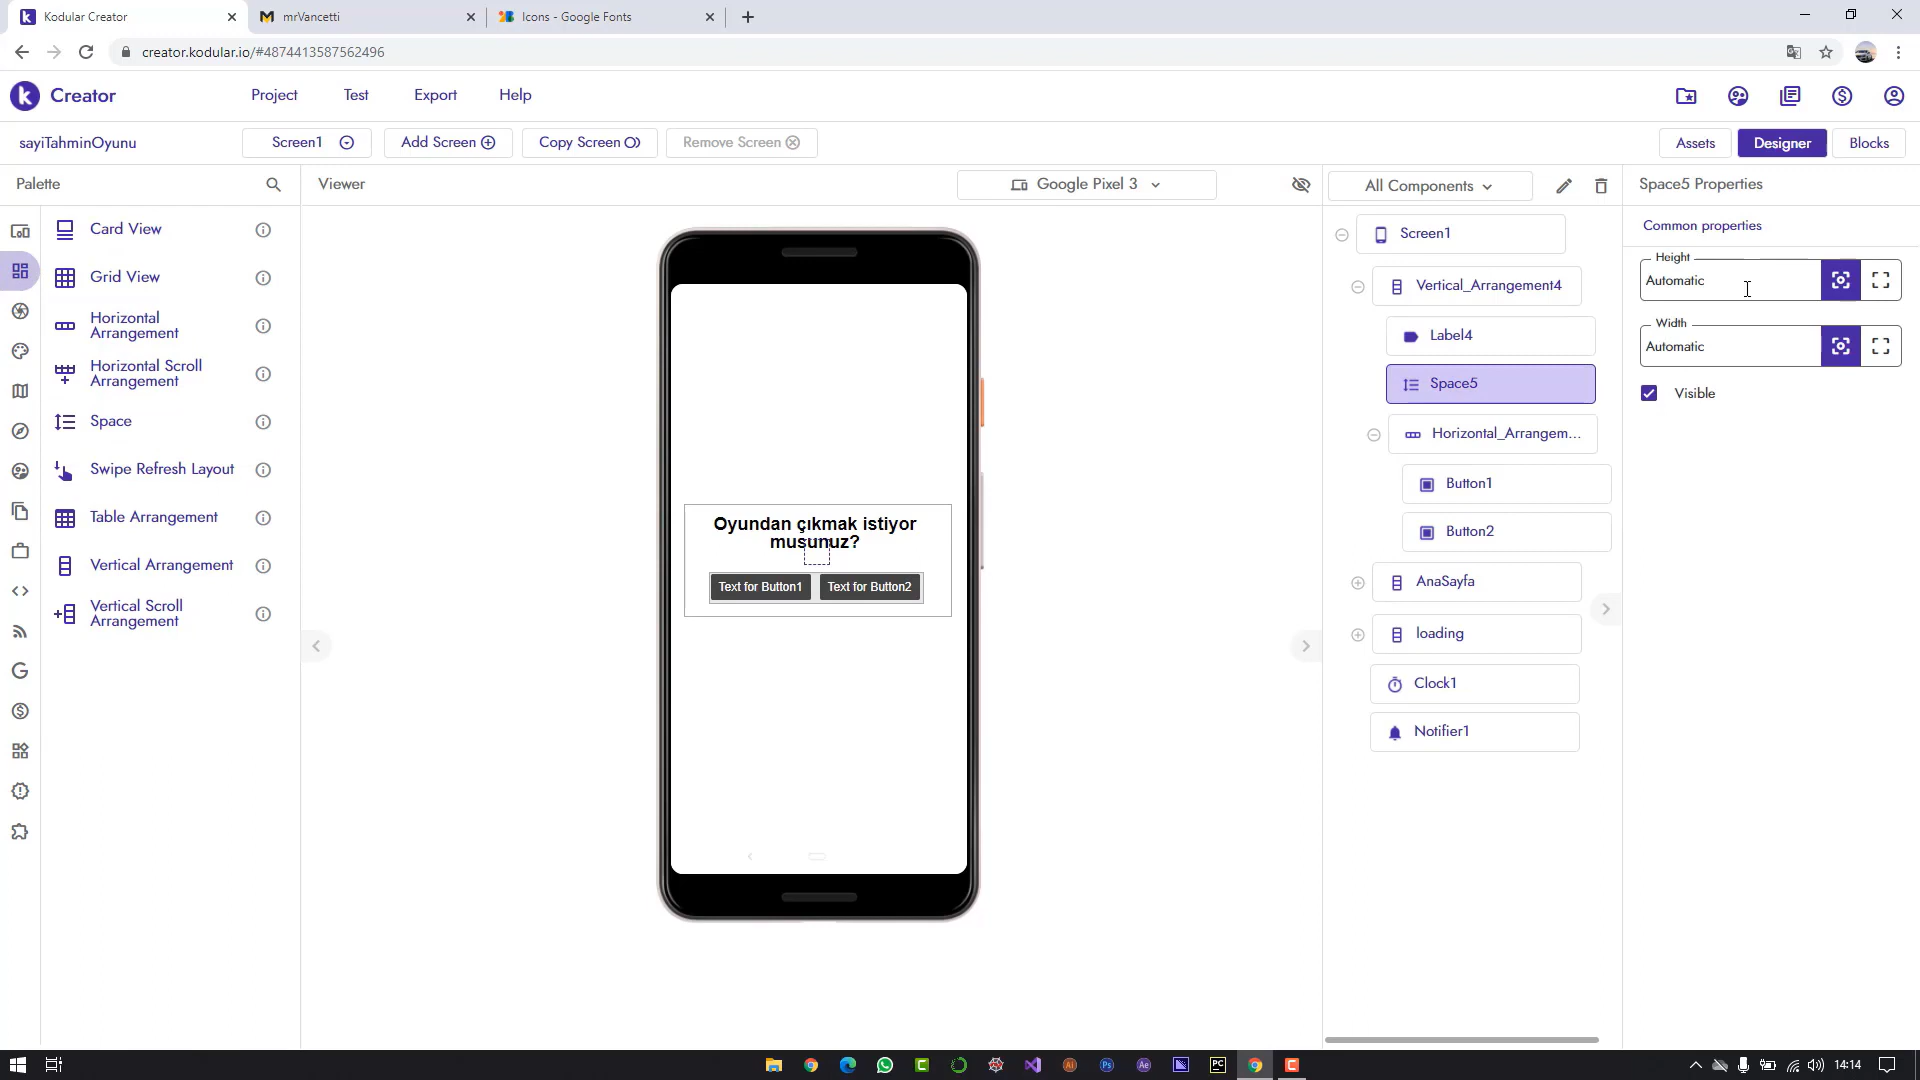 Kodular Creator
mrVancetti
Icons - Google Fonts
creator.kodular.io/#4874413587562496
k Creator
Project
Test
Export
Help
sayiTahminOyunu
Screen1
Add Screen
Copy Screen
Remove Screen
Assets
Designer
Blocks
Palette
Viewer
Google Pixel 3
All Components
Space5 Properties
Card View
Grid View
Horizontal
Arrangement
Horizontal Scroll
Arrangement
Space
Swipe Refresh Layout
Table Arrangement
Vertical Arrangement
Vertical Scroll
Arrangement
Oyundan çıkmak istiyor
musunuz?
Text for Button1
Text for Button2
Screen1
Vertical_Arrangement4
Label4
Space5
Horizontal_Arrangem...
Button1
Button2
AnaSayfa
loading
Clock1
Notifier1
Common properties
Height
Automatic
Width
Automatic
Visible
Ai
Ps
Ae
PC
14:14